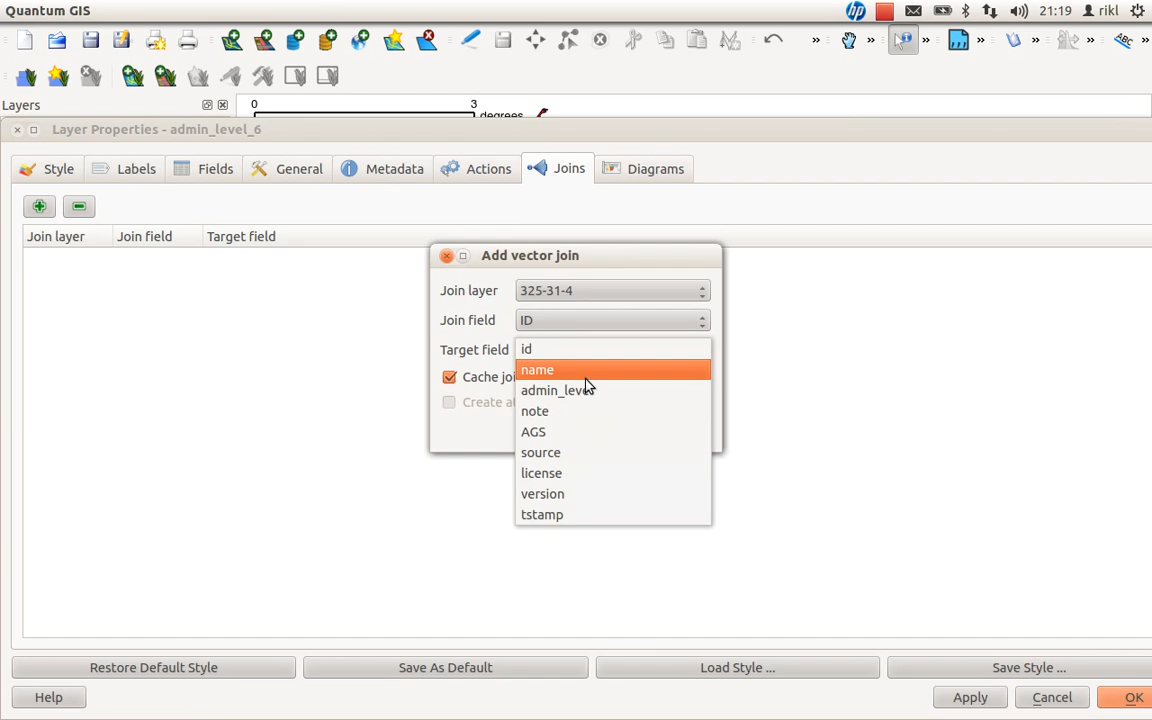 Quantum GIS
21:19 rikl
Layers
0 3
degrees
Layer Properties - admin_level_6
Style Labels Fields General Metadata Actions Joins Diagrams
Join layer Join field Target field
Add vector join
Join layer 325-31-4
Join field ID
Target field id
name
Cache joi
admin_leve
Create at
note
AGS
source
license
version
tstamp
Restore Default Style Save As Default Load Style ... Save Style ...
Help Apply Cancel OK